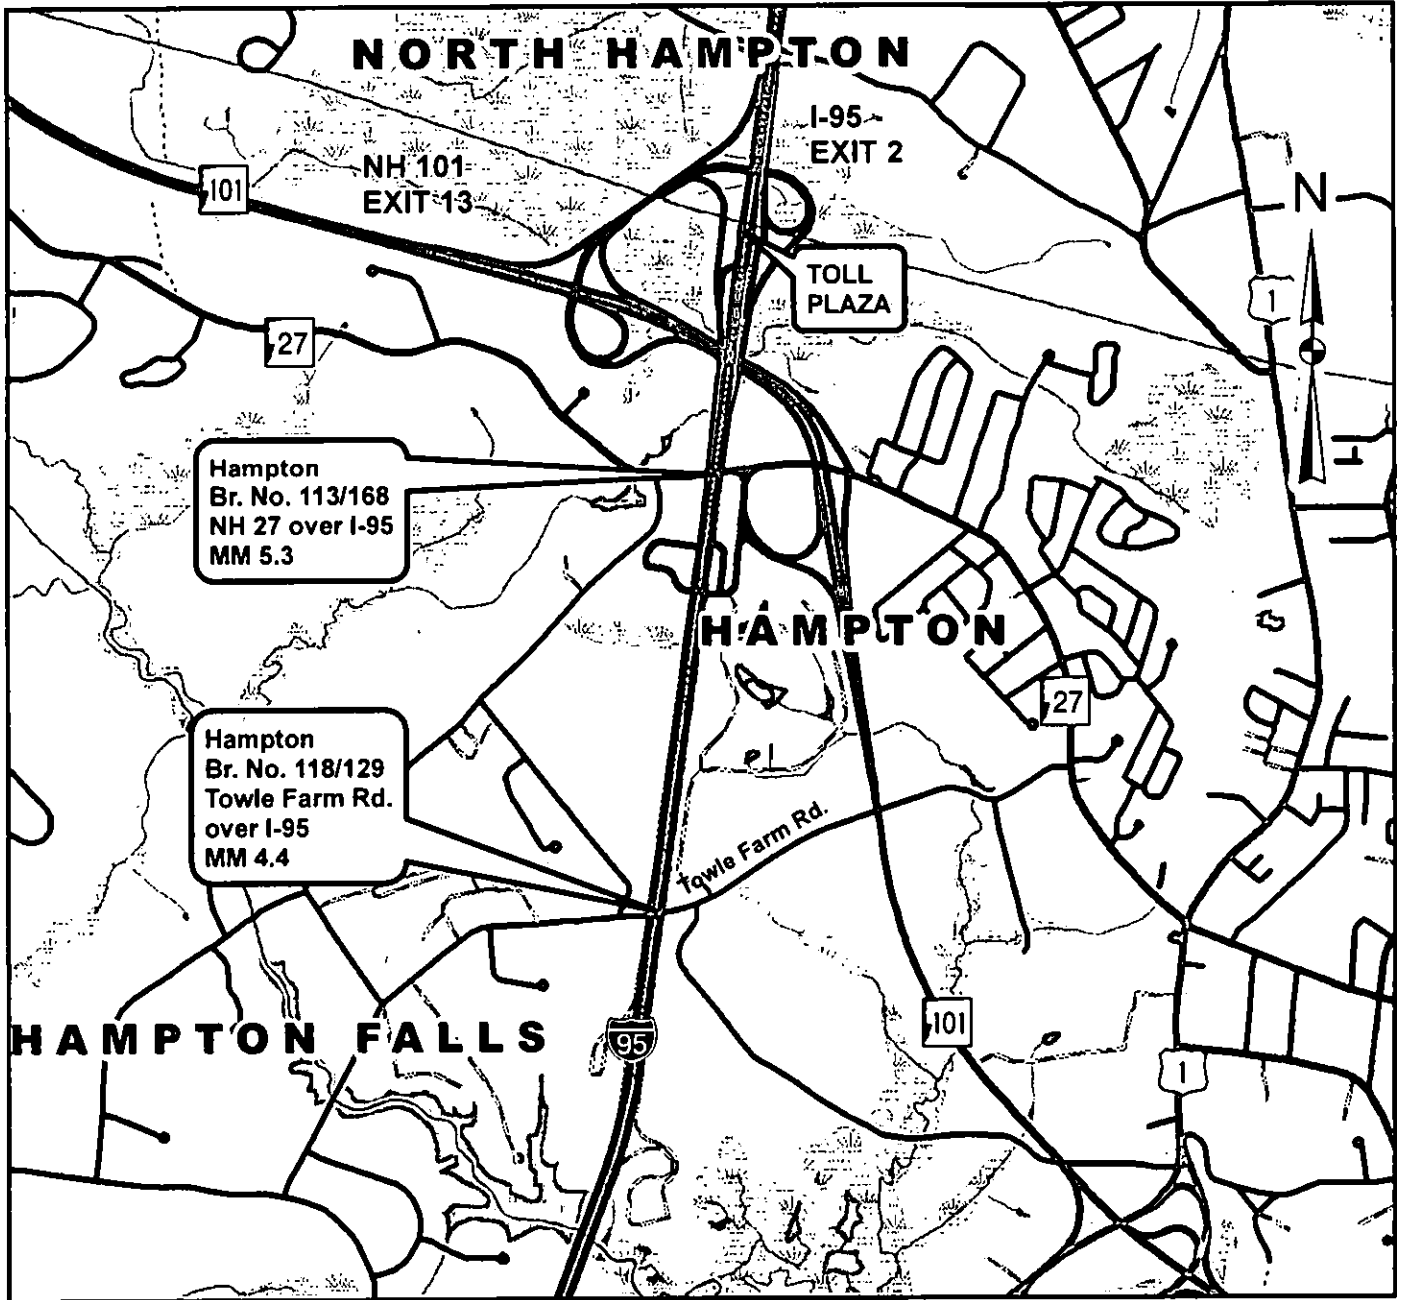 NORTH HAMPTON
I-95
EXIT 2
NH 101
EXIT 13
101
N
TOLL
PLAZA
1
27
Hampton
Br. No. 113/168
NH 27 over I-95
MM 5.3
HAMPTON
27
Hampton
Br. No. 118/129
Towle Farm Rd.
over I-95
MM 4.4
Towle Farm Rd.
101
HAMPTON FALLS
95
1